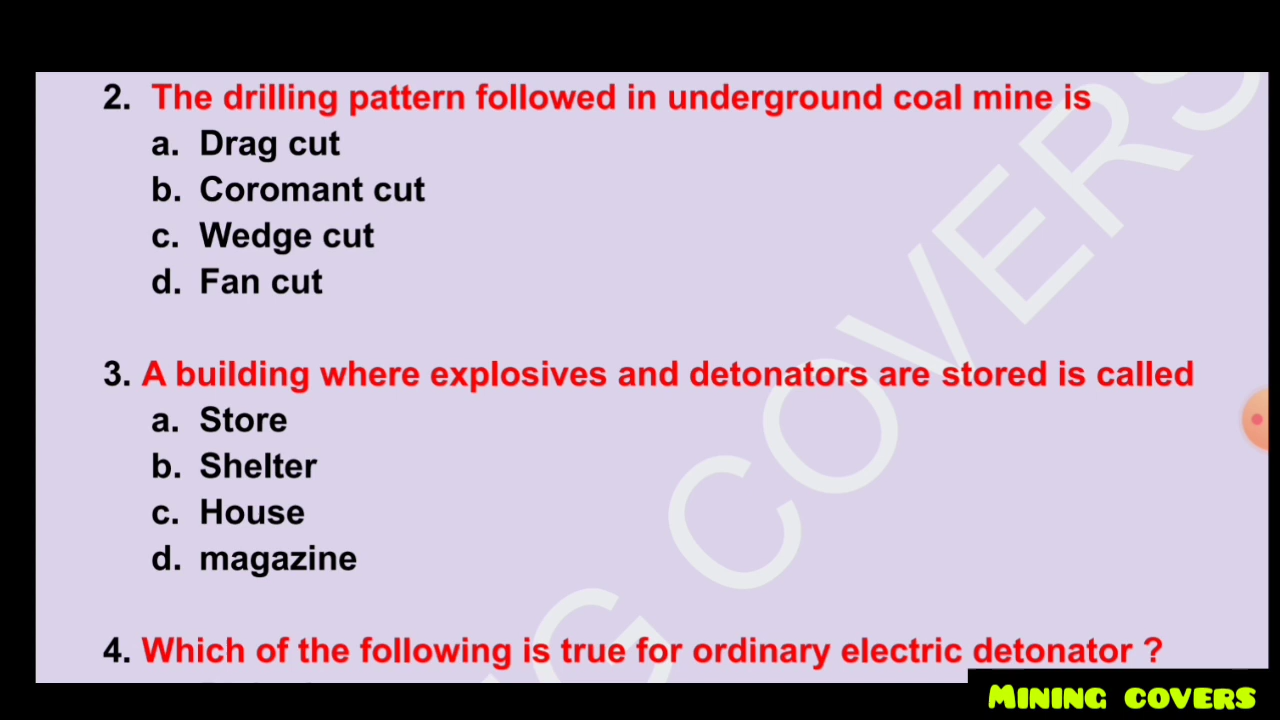 2. The drilling pattern followed in underground coal mine is
a. Drag cut
b. Coromant cut
c. Wedge cut
d. Fan cut
3. A building where explosives and detonators are stored is called
a. Store
b. Shelter
c. House
d. magazine
4. Which of the following is true for ordinary electric detonator ?
G COVERS
MINING COVERS